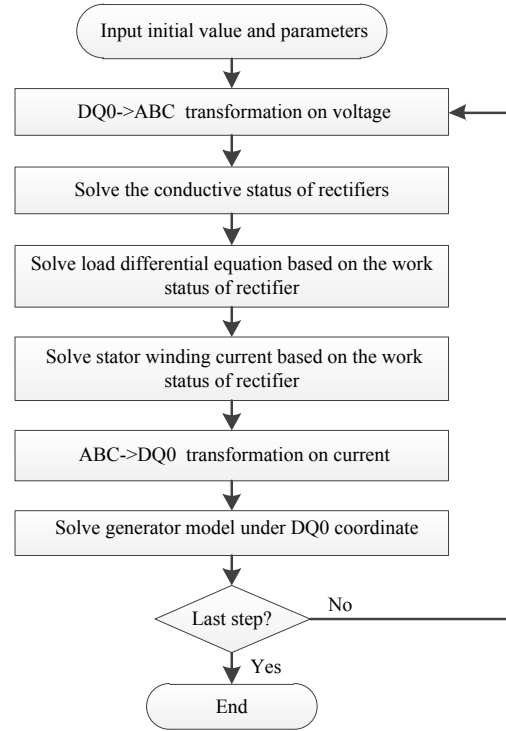 Input initial value and parameters
DQ0->ABC transformation on voltage
Solve the conductive status of rectifiers
Solve load differential equation based on the work
status of rectifier
Solve stator winding current based on the work
status of rectifier
ABC->DQ0 transformation on current
Solve generator model under DQ0 coordinate
Last step?
No
Yes
End